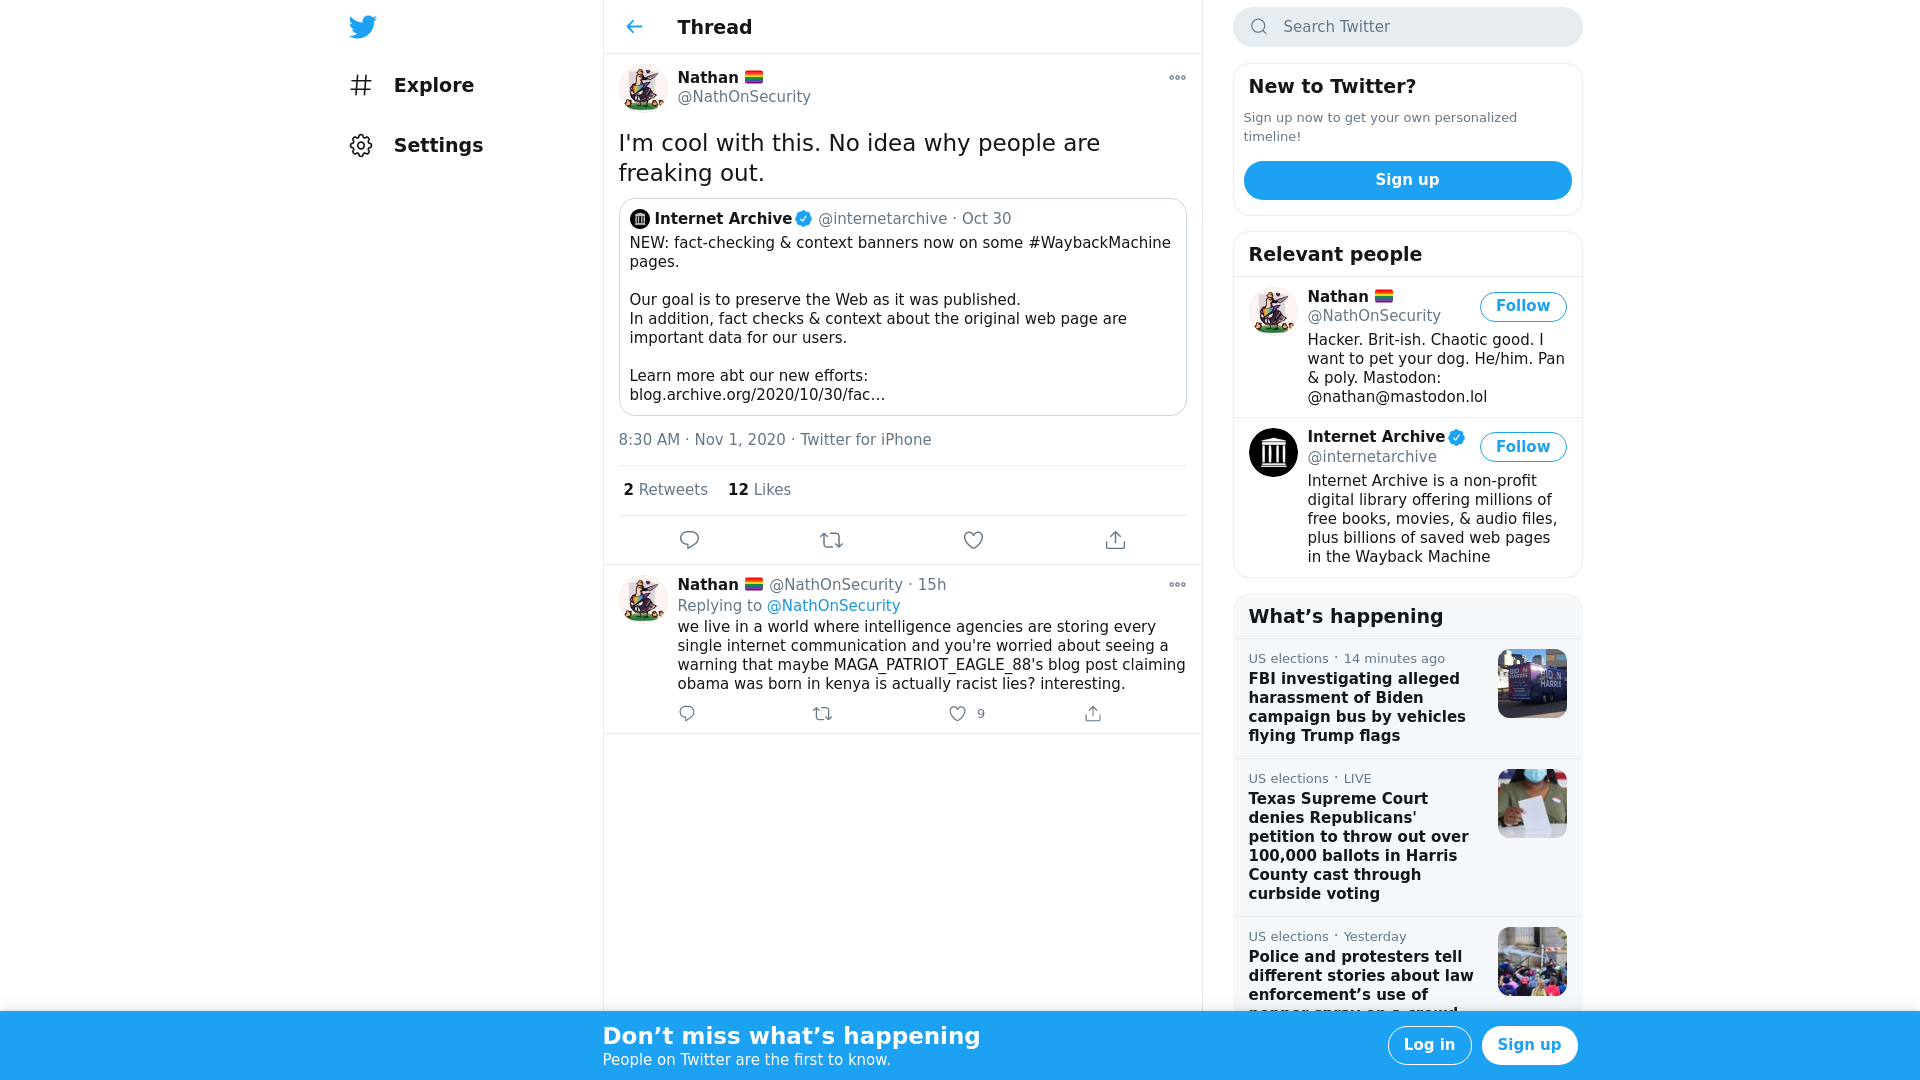 Thread
Explore
Settings
Nathan
@NathOnSecurity
I'm cool with this. No idea why people are
freaking out.
Internet Archive @internetarchive · Oct 30
NEW: fact-checking & context banners now on some #WaybackMachine
pages.
Our goal is to preserve the Web as it was published.
In addition, fact checks & context about the original web page are
important data for our users.
Learn more abt our new efforts:
blog.archive.org/2020/10/30/fac…
8:30 AM · Nov 1, 2020 · Twitter for iPhone
2 Retweets 12 Likes
Nathan @NathOnSecurity · 15h
Replying to @NathOnSecurity
we live in a world where intelligence agencies are storing every
single internet communication and you're worried about seeing a
warning that maybe MAGA_PATRIOT_EAGLE_88's blog post claiming
obama was born in kenya is actually racist lies? interesting.
9
Search Twitter
New to Twitter?
Sign up now to get your own personalized
timeline!
Sign up
Relevant people
Nathan
@NathOnSecurity
Follow
Hacker. Brit-ish. Chaotic good. I
want to pet your dog. He/him. Pan
& poly. Mastodon:
@nathan@mastodon.lol
Internet Archive
@internetarchive
Follow
Internet Archive is a non-profit
digital library offering millions of
free books, movies, & audio files,
plus billions of saved web pages
in the Wayback Machine
What’s happening
US elections · 14 minutes ago
FBI investigating alleged
harassment of Biden
campaign bus by vehicles
flying Trump flags
US elections · LIVE
Texas Supreme Court
denies Republicans'
petition to throw out over
100,000 ballots in Harris
County cast through
curbside voting
US elections · Yesterday
Police and protesters tell
different stories about law
enforcement’s use of
Don’t miss what’s happening
People on Twitter are the first to know.
Log in
Sign up